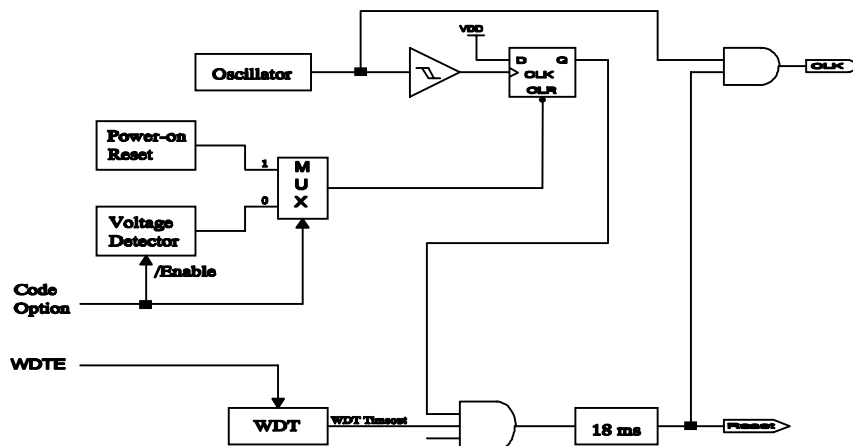 VDD
Oscillator
D Q
CLK
CLR
CLK
Power-on
Reset
1
M
U
X
0
Voltage
Detector
/Enable
Code
Option
WDTE
WDT
WDT Timeout
18 ms
Reset